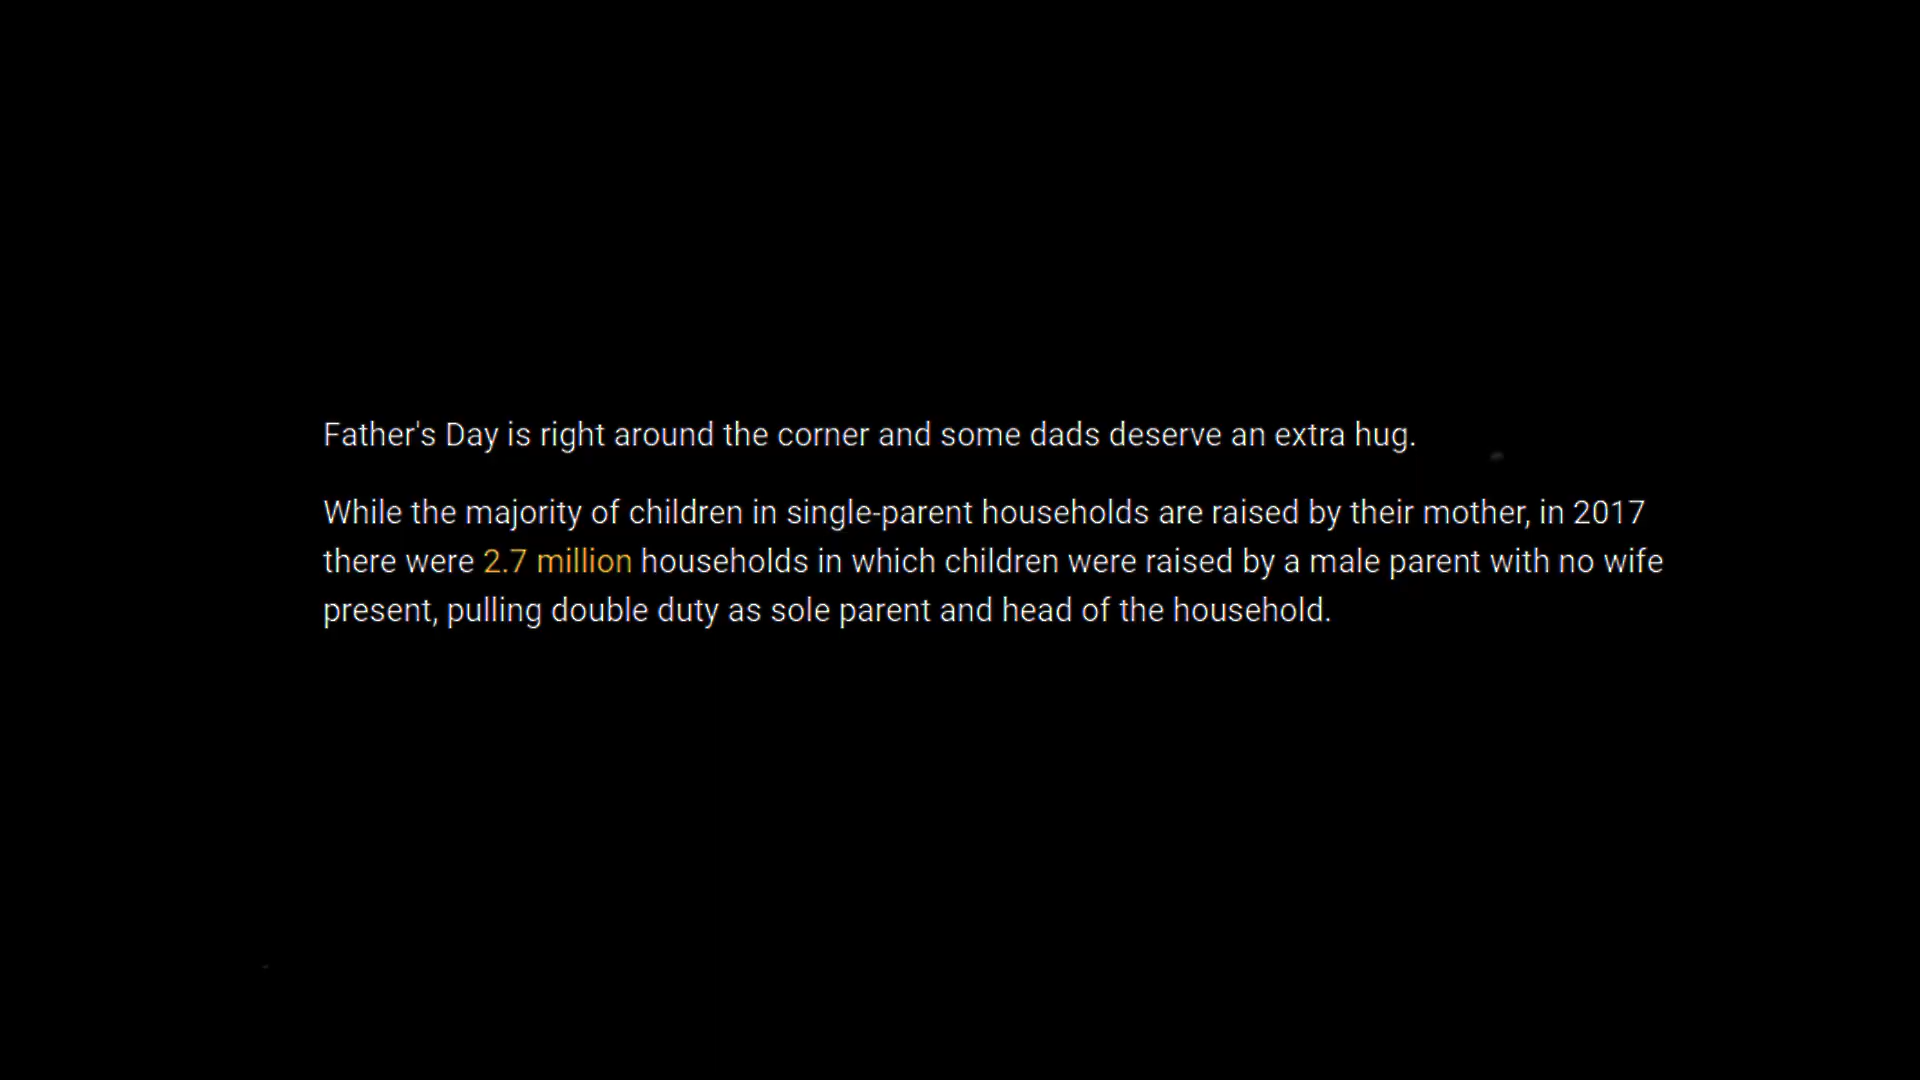 Father's Day is right around the corner and some dads deserve an extra hug.
While the majority of children in single-parent households are raised by their mother, in 2017
there were 2.7 million households in which children were raised by a male parent with no wife
present, pulling double duty as sole parent and head of the household.